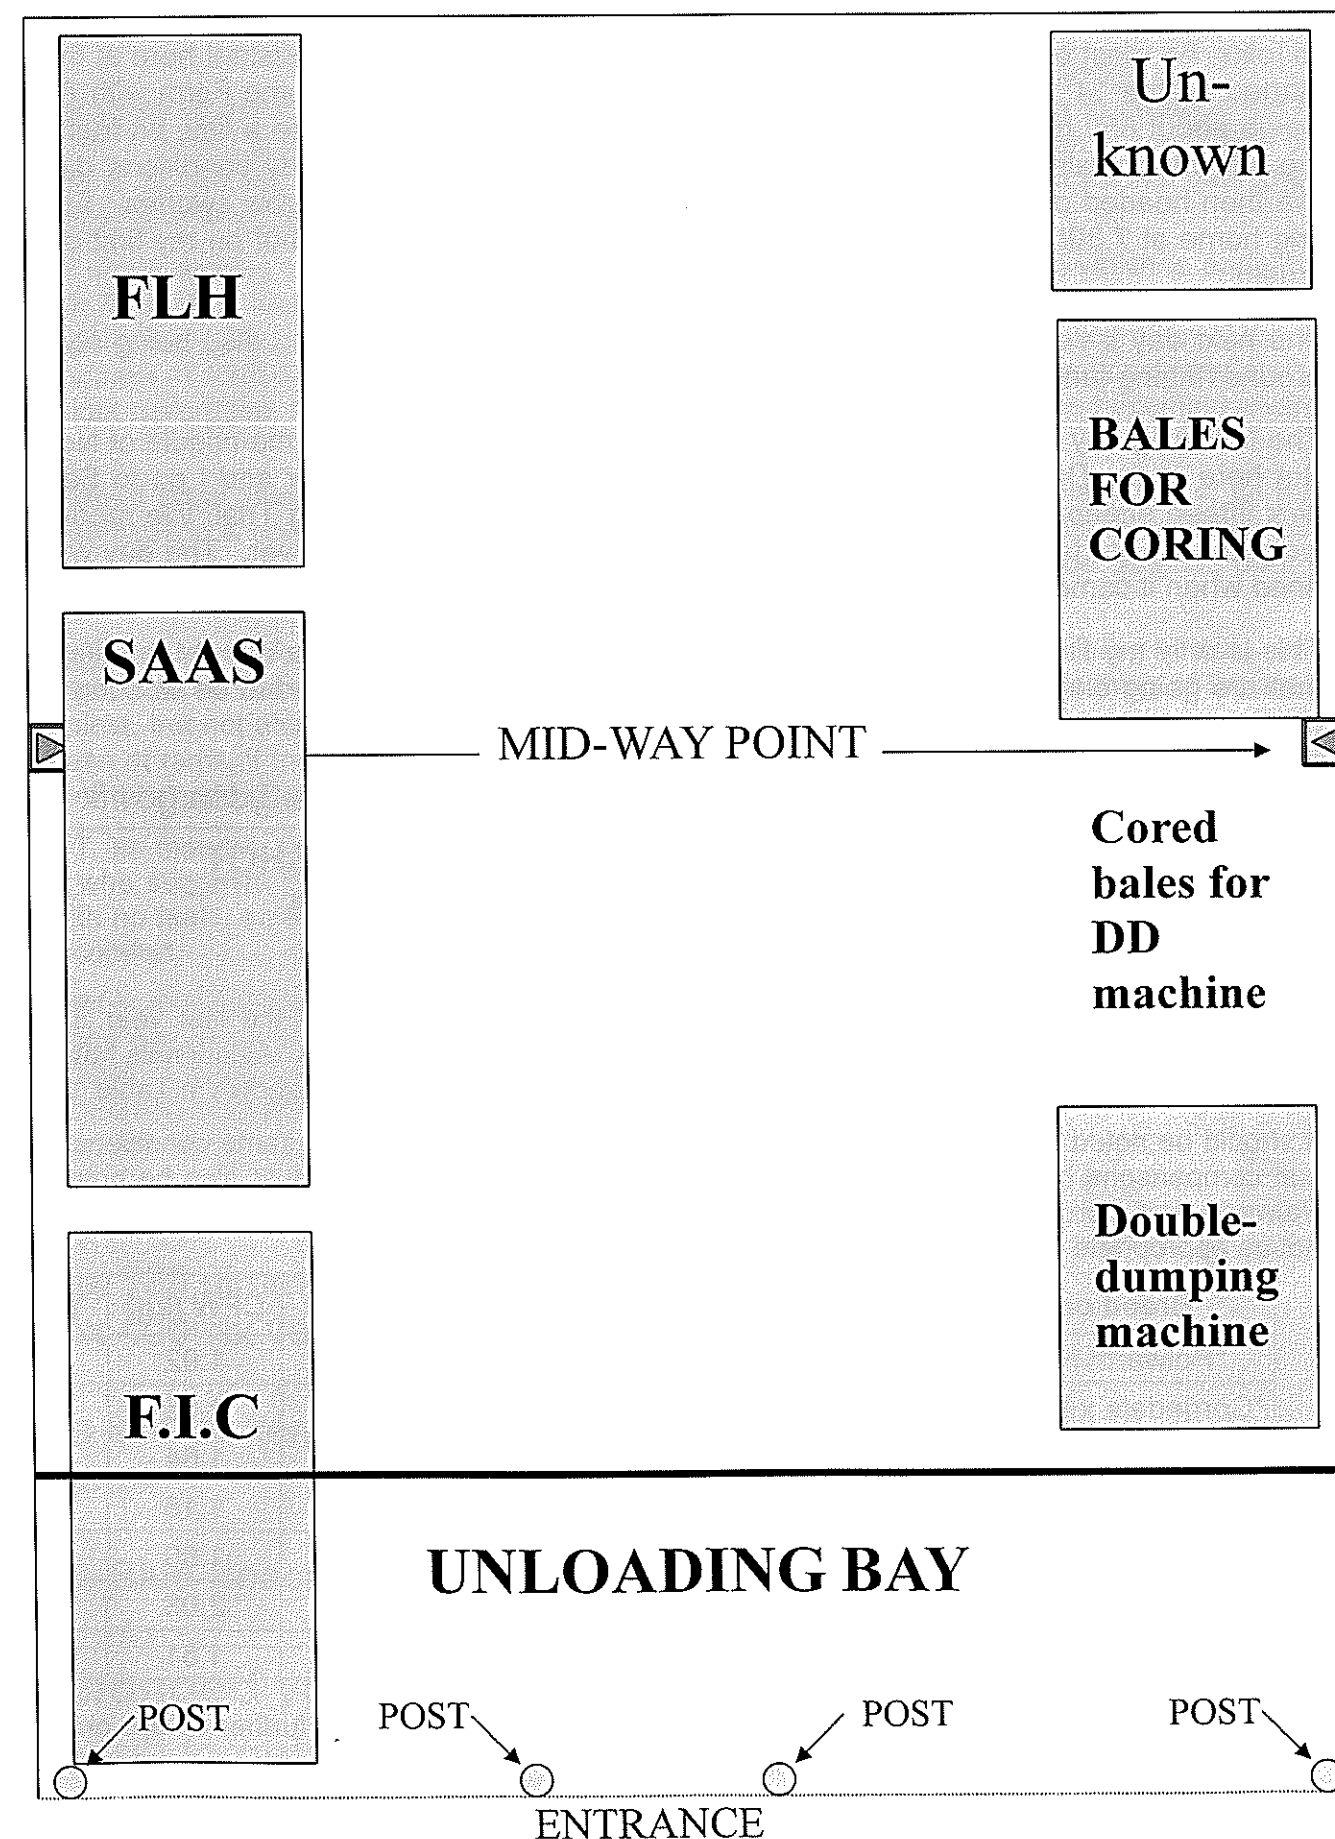 Un-
known
FLH
BALES
FOR
CORING
SAAS
MID-WAY POINT
Cored
bales for
DD
machine
Double-
dumping
machine
F.I.C
UNLOADING BAY
POST
POST
POST
POST
ENTRANCE